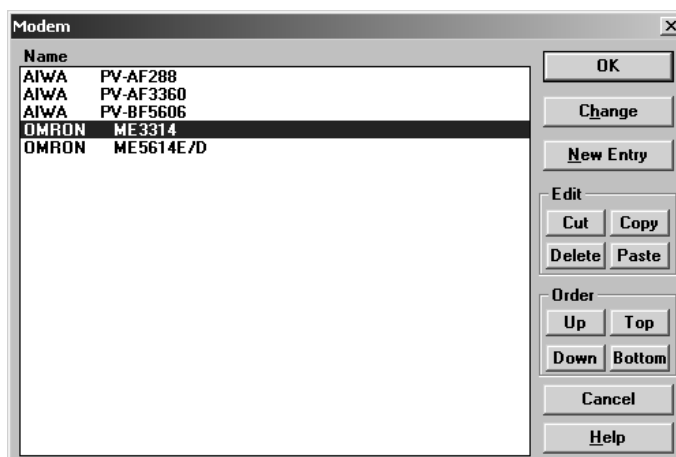 Modem
Name
AIWA PV-AF288
AIWA PV-AF3360
AIWA PV-BF5606
OMRON ME3314
OMRON ME5614E/D
OK
Change
New Entry
Edit
Cut Copy
Delete Paste
Order
Up Top
Down Bottom
Cancel
Help